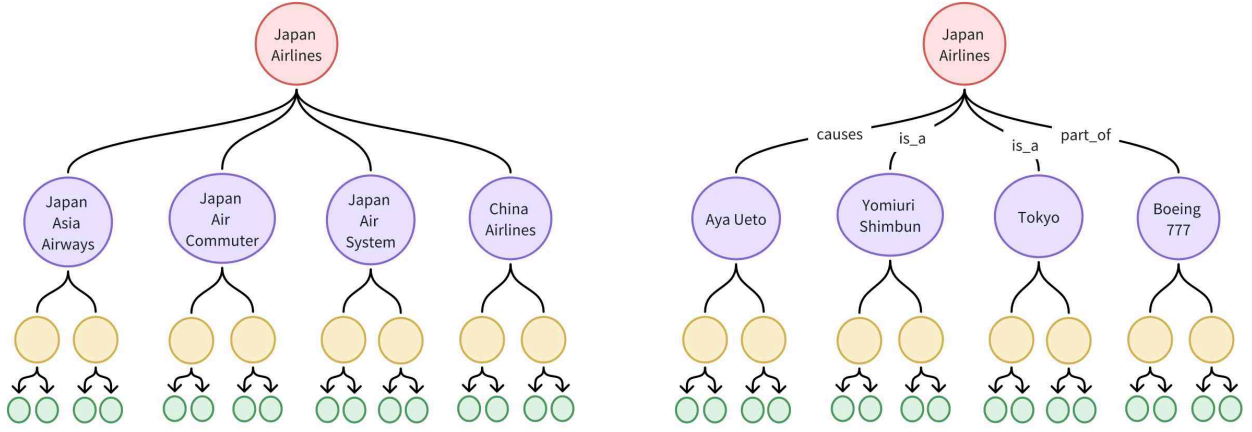 Japan
Airlines
Japan
Asia
Airways
Japan
Air
Commuter
Japan
Air
System
China
Airlines
Japan
Airlines
causes
is_a
is_a
part_of
Aya Ueto
Yomiuri
Shimbun
Tokyo
Boeing
777